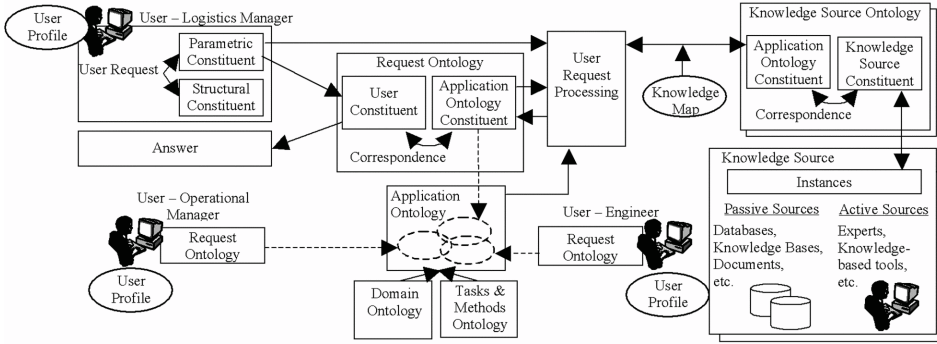 User
Profile
User – Logistics Manager
User Request
Parametric
Constituent
Structural
Constituent
Answer
Request Ontology
User
Constituent
Application
Ontology
Constituent
Correspondence
User
Request
Processing
Knowledge
Map
Knowledge Source Ontology
Application
Ontology
Constituent
Knowledge
Source
Constituent
Correspondence
Knowledge Source
Instances
Passive Sources
Databases,
Knowledge Bases,
Documents,
etc.
Active Sources
Experts,
Knowledge-
based tools,
etc.
User – Operational
Manager
Request
Ontology
User
Profile
Application
Ontology
User – Engineer
Request
Ontology
User
Profile
Domain
Ontology
Tasks &
Methods
Ontology